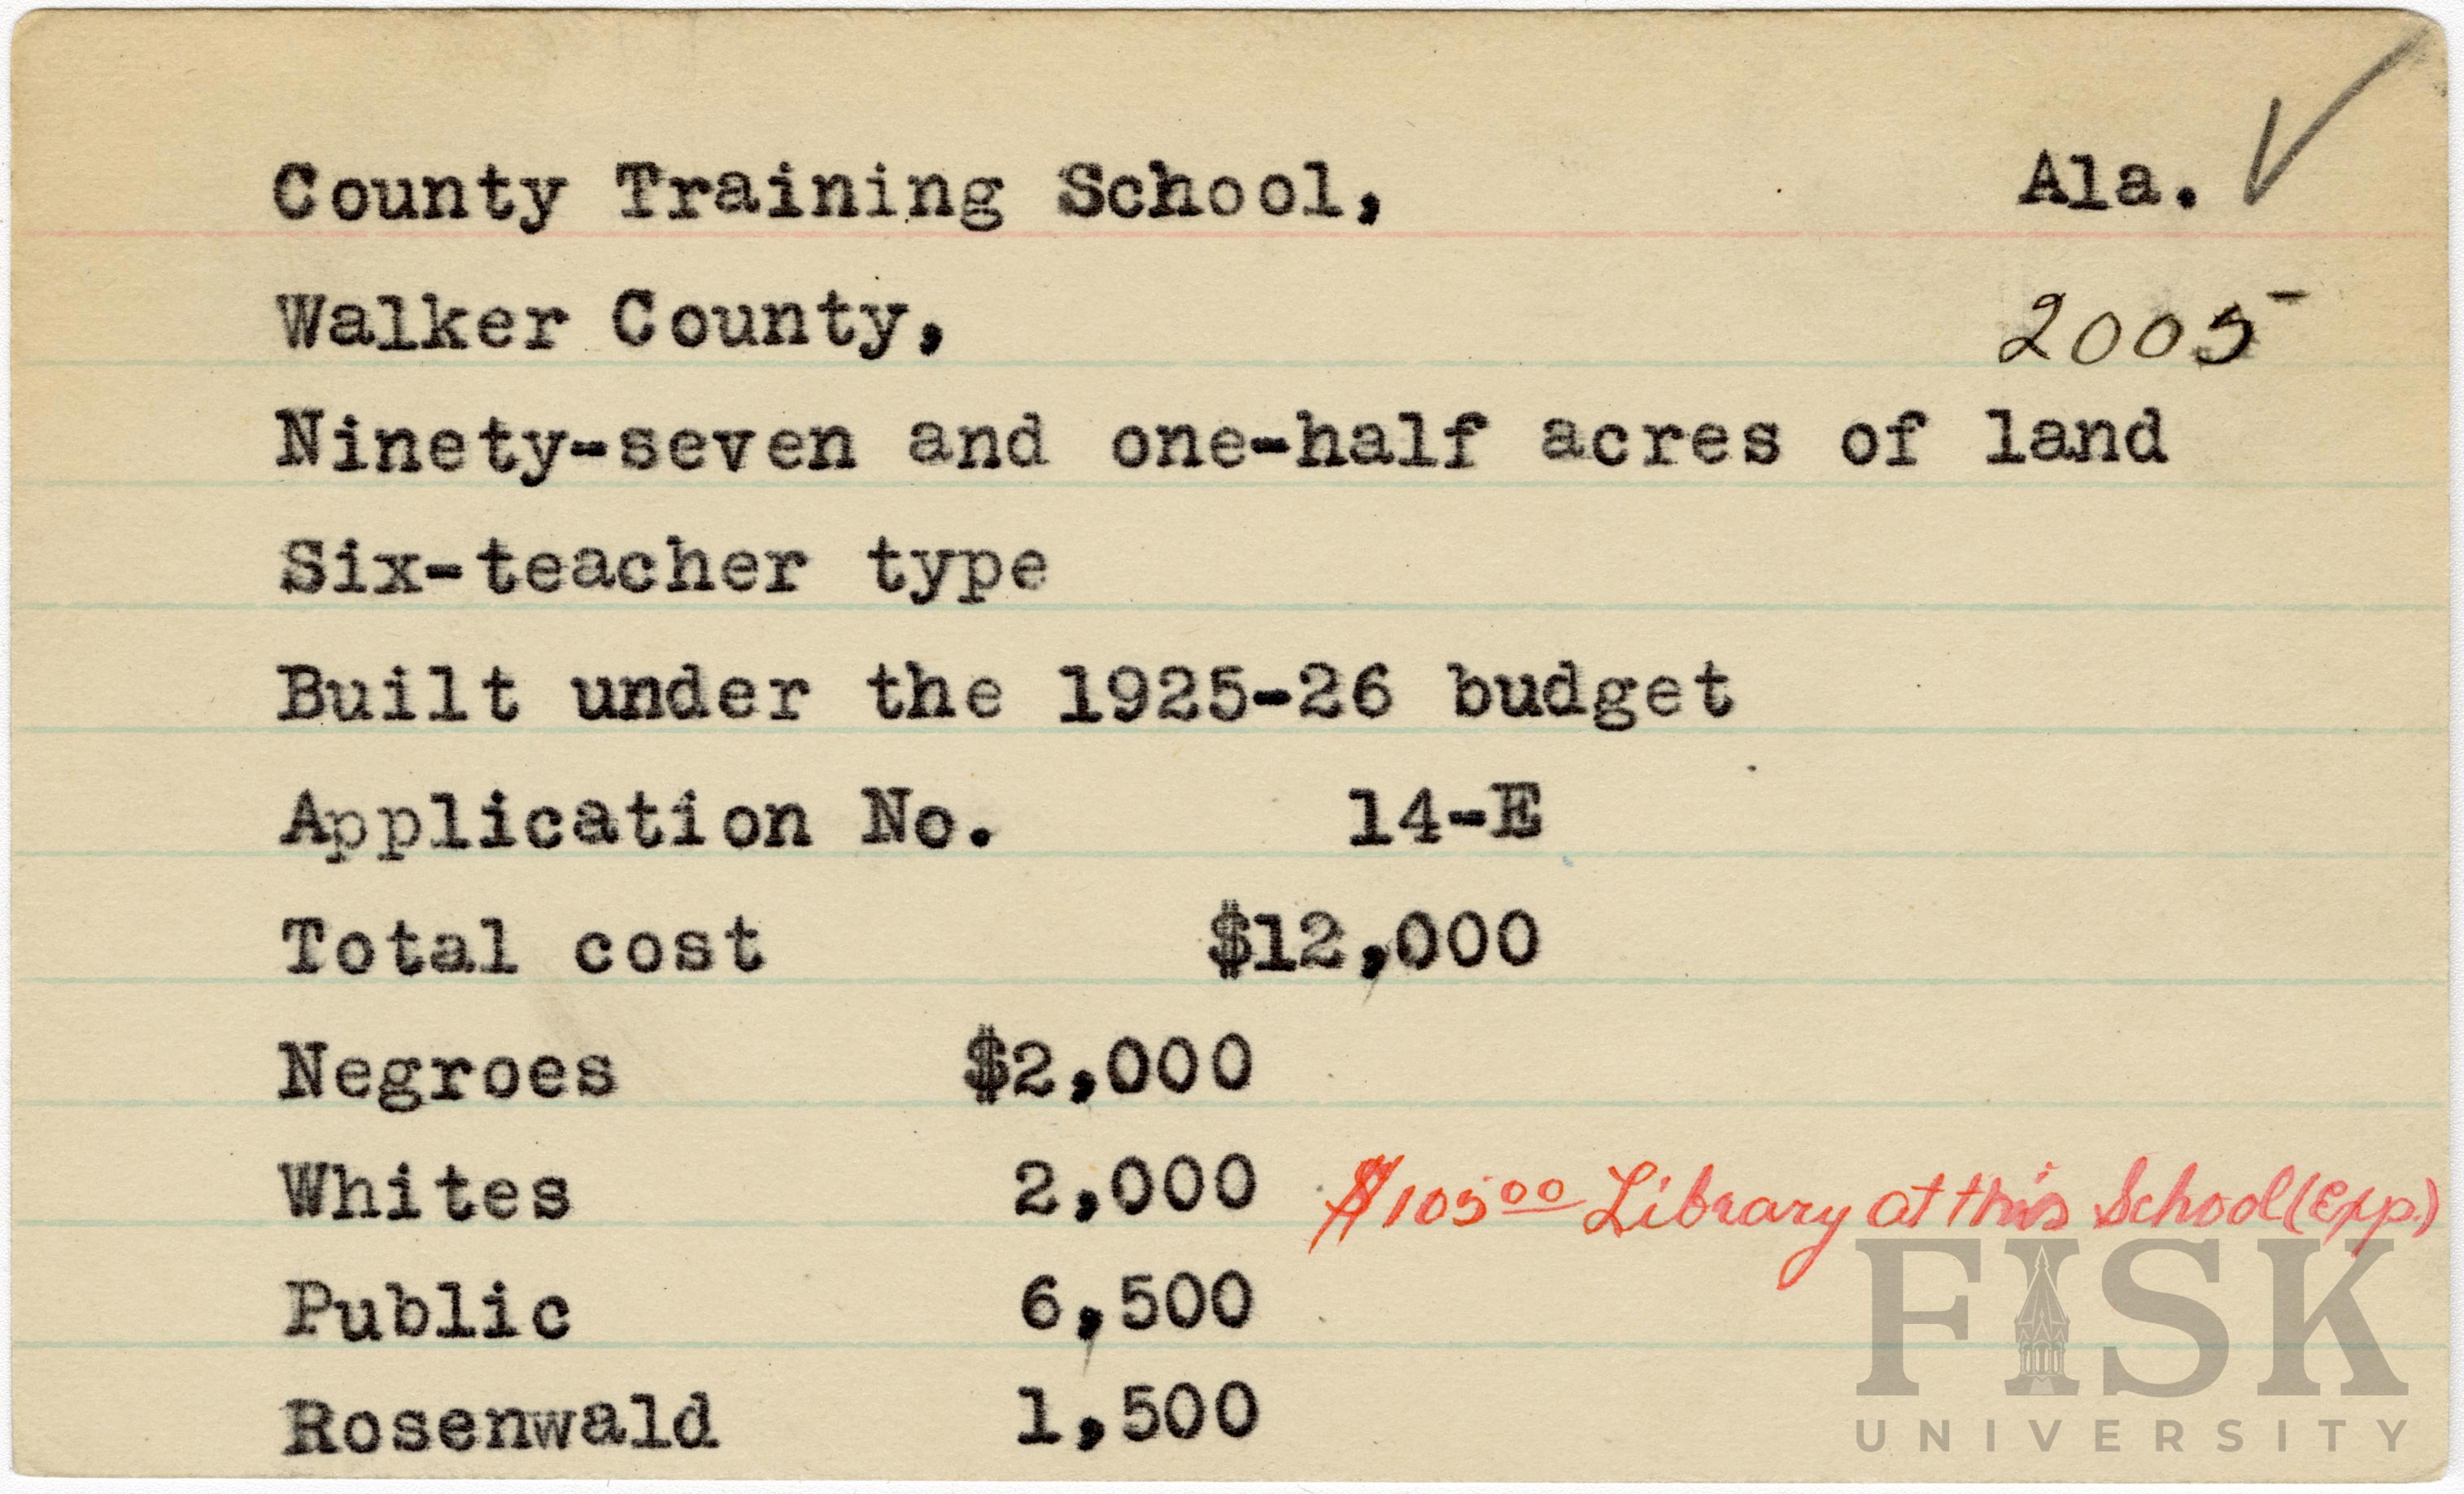 County Training School, Ala. ✓
Walker County, 2005
Ninety-seven and one-half acres of land
Six-teacher type
Built under the 1925-26 budget
Application No. 14-E
Total cost $12,000
Negroes $2,000
Whites 2,000 $10500 Library at this School (Exp.)
Public 6,500
Rosenwald 1,500
FISK
UNIVERSITY